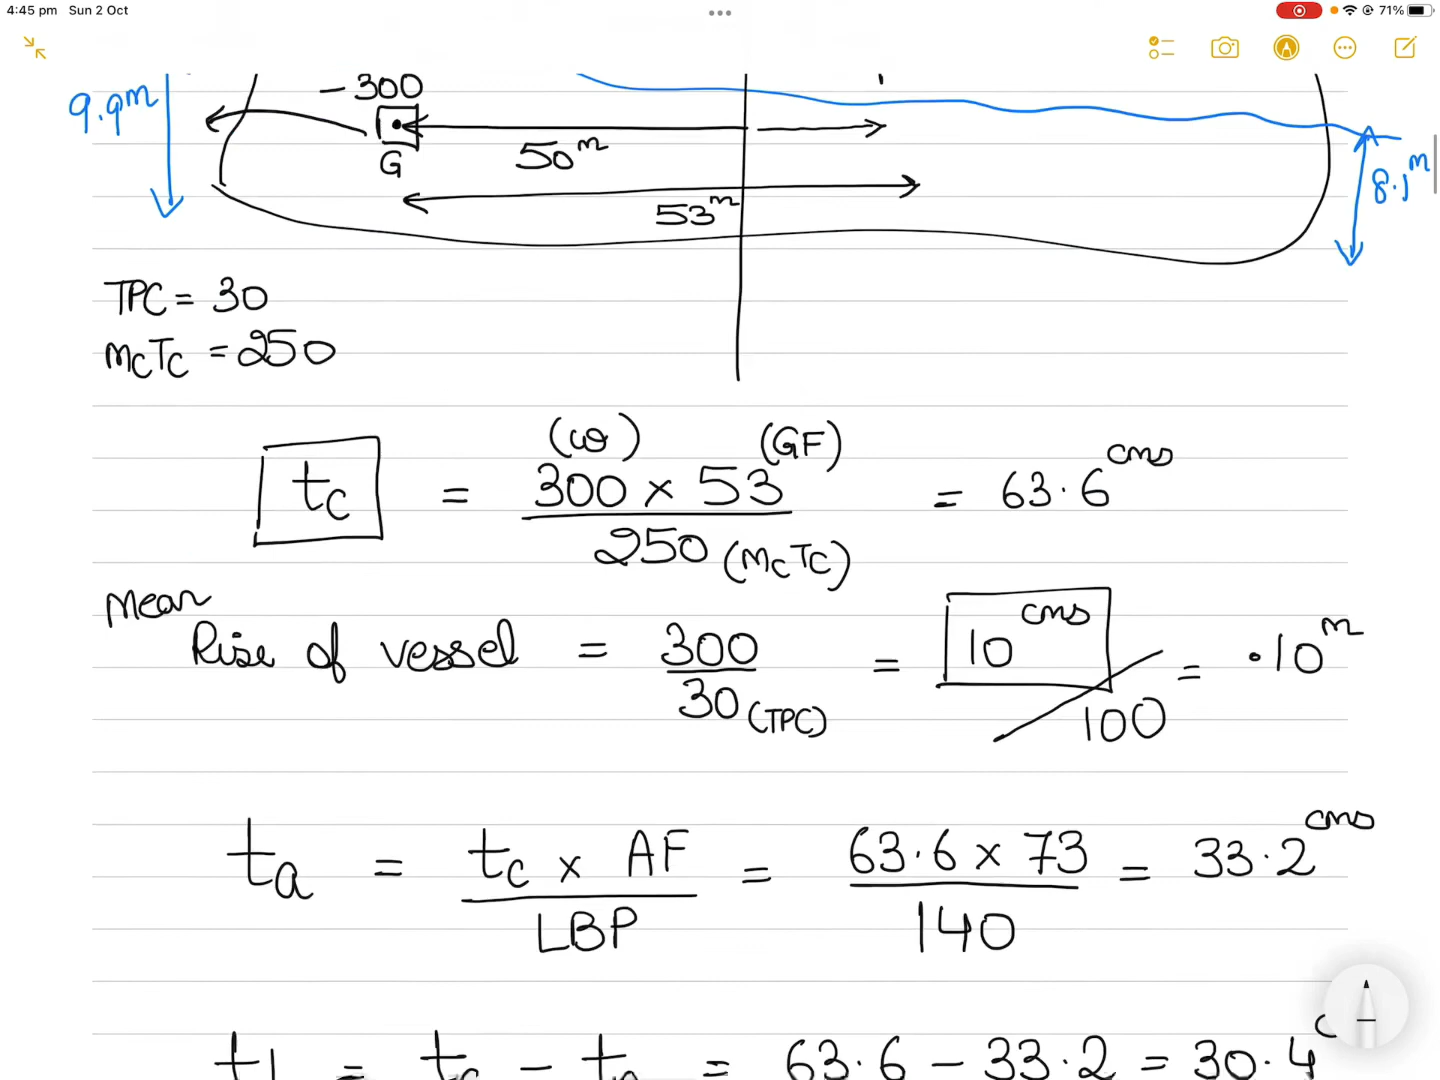 4:45 pm Sun 2 Oct
71%
9.9m
- 300
G
50m
53m
8.1m
TPC = 30
MCTC = 250
(ω) (GF)
tc = 300 × 53 / 250 (MCTC) = 63.6 cms
Mean
Rise of vessel = 300 / 30 (TPC) = 10 cms / 100 = .10m
ta = tc × AF / LBP = 63.6 × 73 / 140 = 33.2 cms
= tc - ta = 63.6 - 33.2 = 30.4